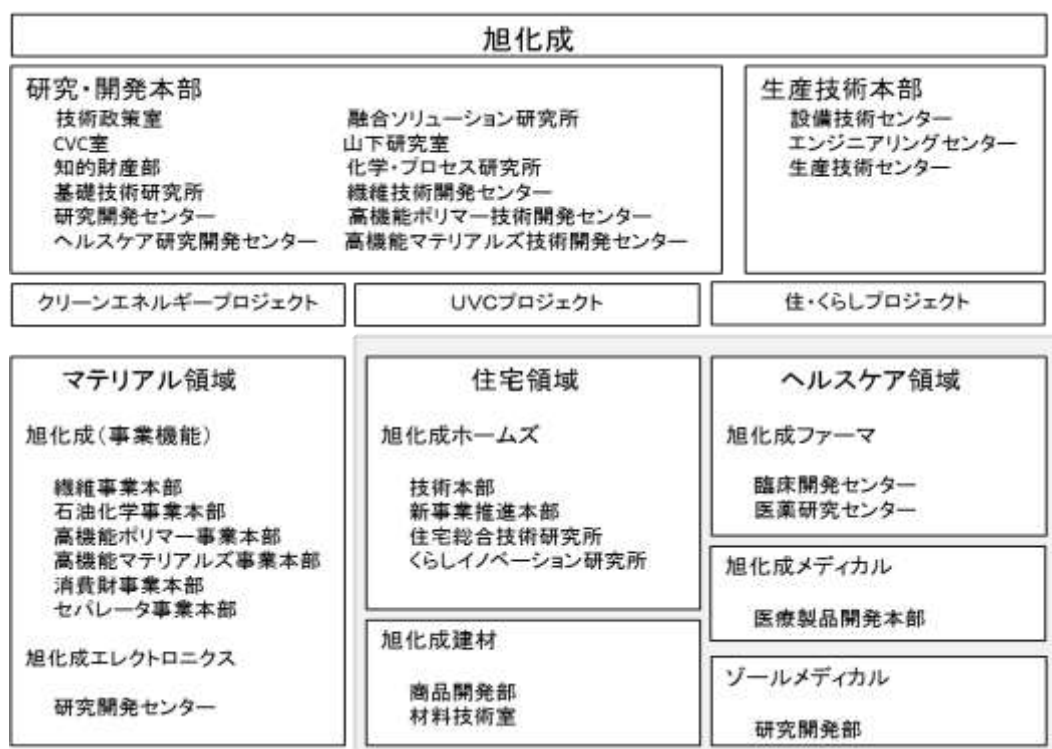 旭化成
研究・開発本部
技術政策室
CVC室
知的財産部
基礎技術研究所
研究開発センター
ヘルスケア研究開発センター
融合ソリューション研究所
山下研究室
化学・プロセス研究所
繊維技術開発センター
高機能ポリマー技術開発センター
高機能マテリアルズ技術開発センター
生産技術本部
設備技術センター
エンジニアリングセンター
生産技術センター
クリーンエネルギープロジェクト
UVCプロジェクト
住・くらしプロジェクト
マテリアル領域
旭化成(事業機能)
繊維事業本部
石油化学事業本部
高機能ポリマー事業本部
高機能マテリアルズ事業本部
消費財事業本部
セパレータ事業本部
旭化成エレクトロニクス
研究開発センター
住宅領域
旭化成ホームズ
技術本部
新事業推進本部
住宅総合技術研究所
くらしイノベーション研究所
旭化成建材
商品開発部
材料技術室
ヘルスケア領域
旭化成ファーマ
臨床開発センター
医薬研究センター
旭化成メディカル
医療製品開発本部
ゾールメディカル
研究開発部